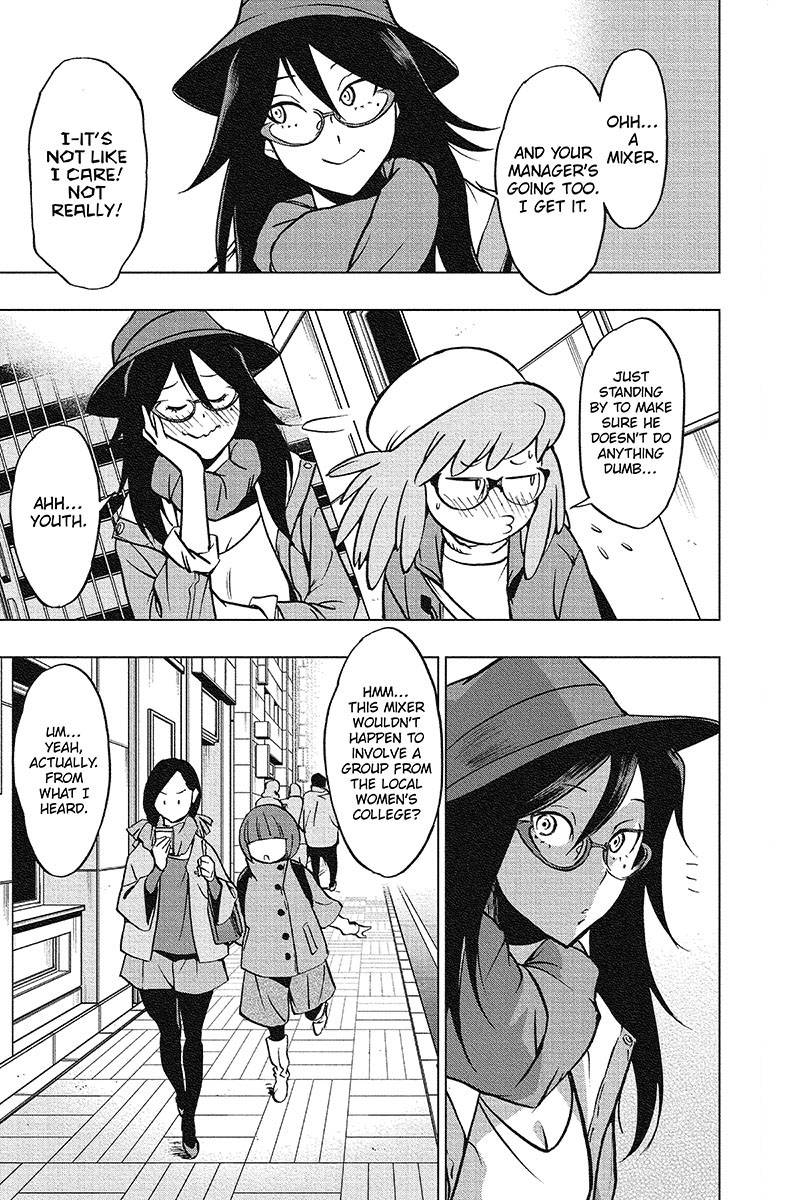 OHH...
A
MIXER.
AND YOUR
MANAGER'S
GOING TOO.
I GET IT.
I-IT'S
NOT LIKE
I CARE!
NOT
REALLY!
JUST
STANDING
BY TO MAKE
SURE HE
DOESN'T DO
ANYTHING
DUMB...
AHH...
YOUTH.
HMM...
THIS MIXER
WOULDN'T
HAPPEN TO
INVOLVE A
GROUP FROM
THE LOCAL
WOMEN'S
COLLEGE?
UM...
YEAH,
ACTUALLY.
FROM
WHAT I
HEARD.